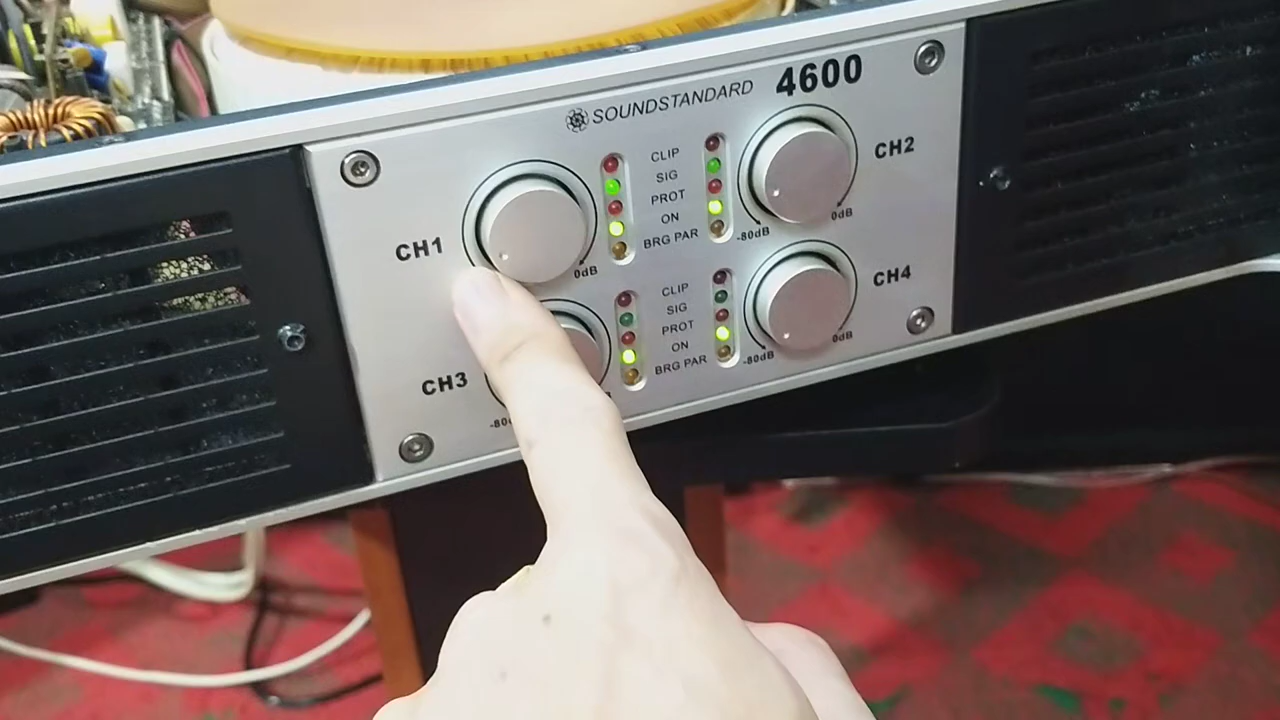 SOUNDSTANDARD 4600
CH1
0dB
CLIP
SIG
PROT
ON
BRG PAR
-80dB
0dB
CH2
CH3
CLIP
SIG
PROT
ON
BRG PAR
-80dB
0dB
CH4